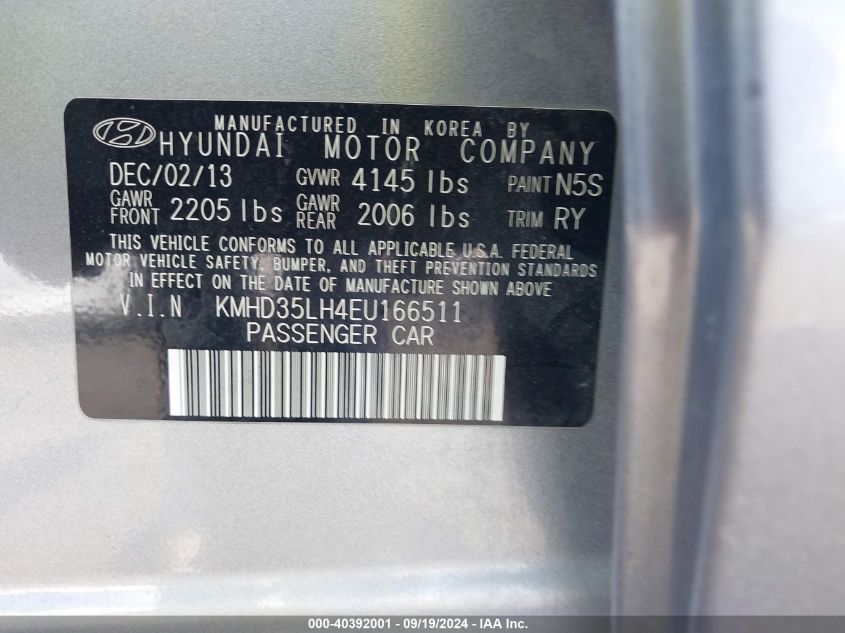 MANUFACTURED IN KOREA BY
HYUNDAI MOTOR COMPANY
DEC/02/13 GVWR 4145 lbs PAINT N5S
GAWR FRONT 2205 lbs GAWR REAR 2006 lbs TRIM RY
THIS VEHICLE CONFORMS TO ALL APPLICABLE U.S.A. FEDERAL
MOTOR VEHICLE SAFETY, BUMPER, AND THEFT PREVENTION STANDARDS
IN EFFECT ON THE DATE OF MANUFACTURE SHOWN ABOVE
V.I.N KMHD35LH4EU166511
PASSENGER CAR
000-40392001 - 09/19/2024 - IAA Inc.